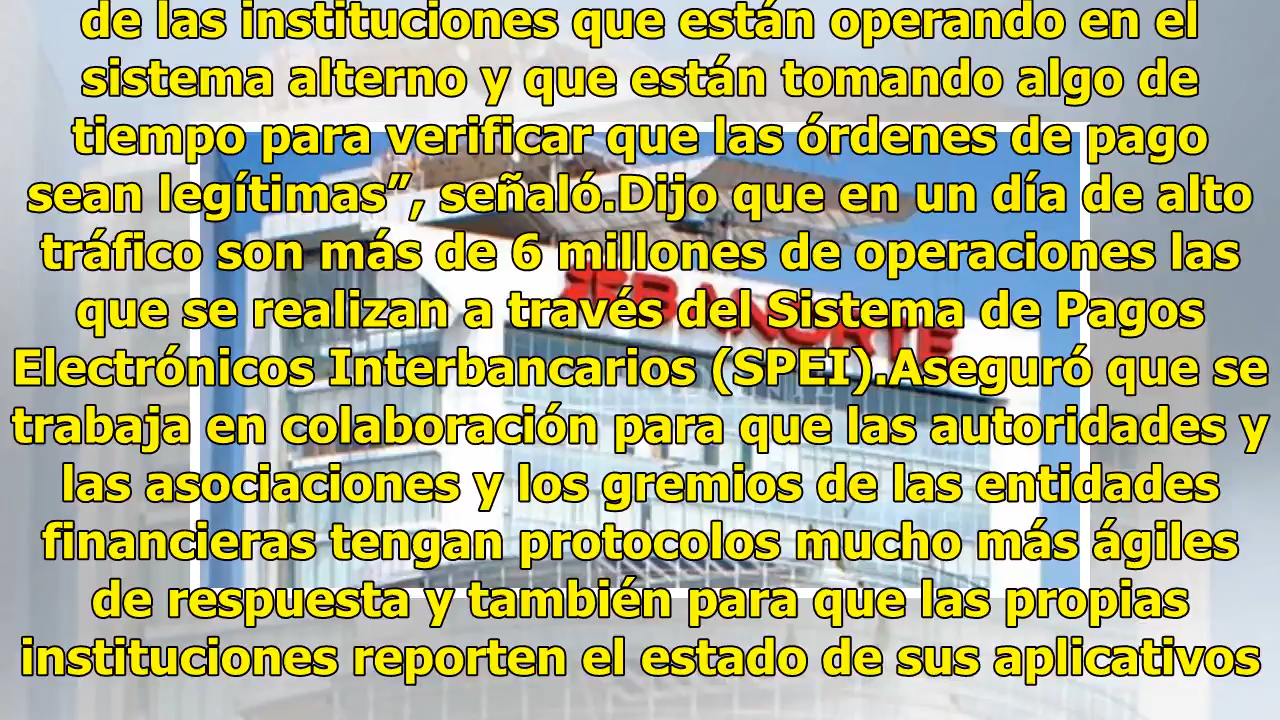 de las instituciones que están operando en el
sistema alterno y que están tomando algo de
tiempo para verificar que las órdenes de pago
sean legítimas”, señaló.Dijo que en un día de alto
tráfico son más de 6 millones de operaciones las
que se realizan a través del Sistema de Pagos
Electrónicos Interbancarios (SPEI).Aseguró que se
trabaja en colaboración para que las autoridades y
las asociaciones y los gremios de las entidades
financieras tengan protocolos mucho más ágiles
de respuesta y también para que las propias
instituciones reporten el estado de sus aplicativos
BANORTE